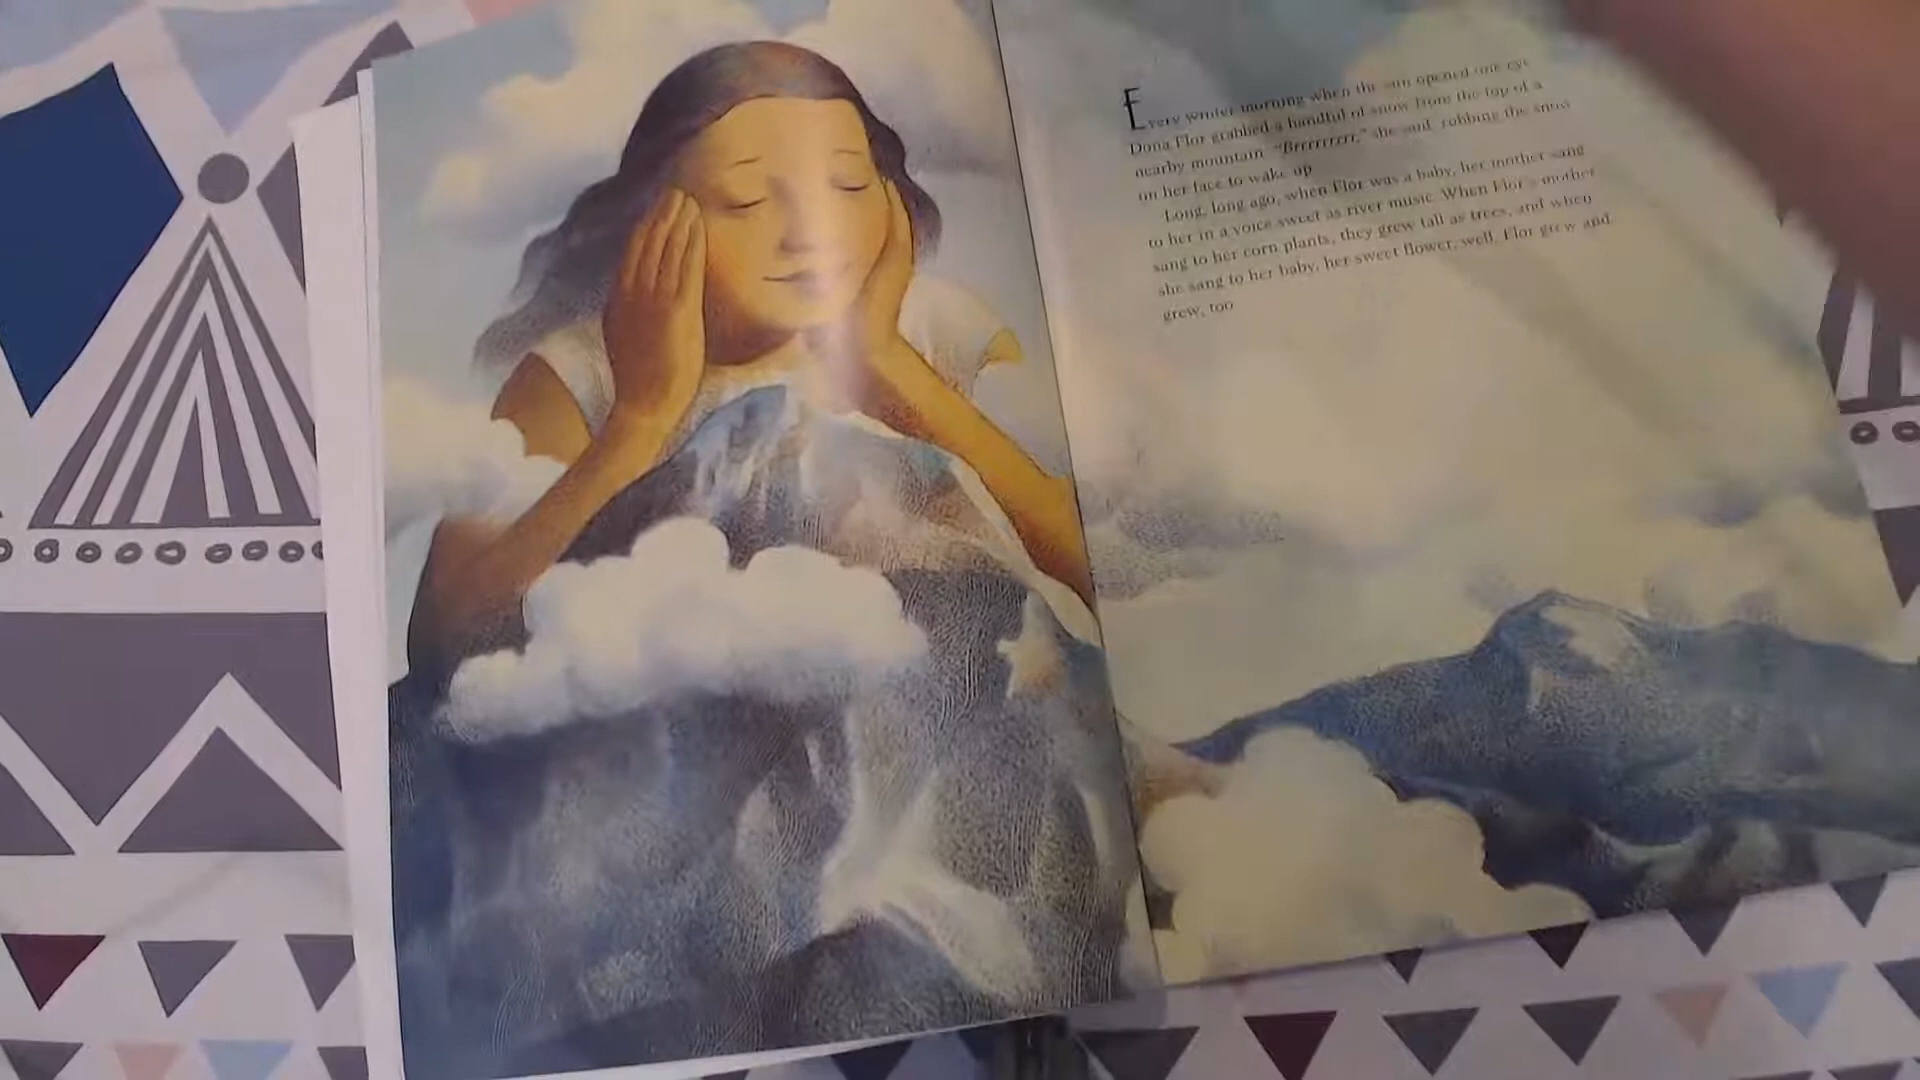 Every winter morning when the sun opened one eye
Doña Flor grabbed a handful of snow from the top of a
nearby mountain. "Brrrrrrrr," she said, rubbing the snow
on her face to wake up.
Long, long ago, when Flor was a baby, her mother sang
to her in a voice sweet as river music. When Flor's mother
sang to her corn plants, they grew tall as trees, and when
she sang to her baby, her sweet flower, well, Flor grew and
grew, too.